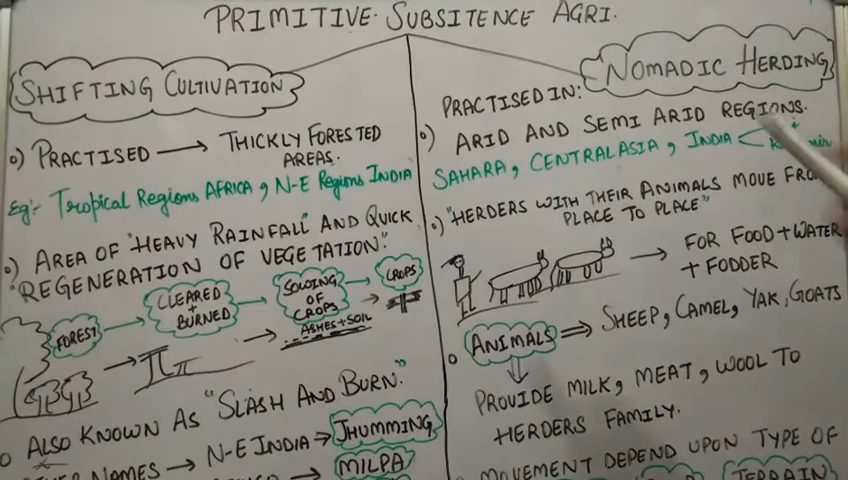 PRIMITIVE SUBSITENCE AGRI.
SHIFTING CULTIVATION
o) PRACTISED → THICKLY FORESTED
AREAS.
Eg:- Tropical Regions AFRICA, N-E Regions INDIA
o) AREA OF "HEAVY RAINFALL" AND QUICK
"REGENERATION OF VEGETATION".
FOREST → CLEARED + BURNED → SOWING OF CROPS → CROPS
ASHES+SOIL
o ALSO KNOWN AS "SLASH AND BURN."
NAMES → N-E INDIA ⇒ JHUMMING
MILPA
NOMADIC HERDING
PRACTISED IN:
o) ARID AND SEMI ARID REGIONS.
SAHARA, CENTRAL ASIA, INDIA <
o) "HERDERS WITH THEIR ANIMALS MOVE FROM
PLACE TO PLACE"
→ FOR FOOD + WATER
+ FODDER
o ANIMALS ⇒ SHEEP, CAMEL, YAK, GOATS
PROVIDE MILK, MEAT, WOOL TO
HERDERS FAMILY.
MOVEMENT DEPEND UPON TYPE OF
TERRAIN